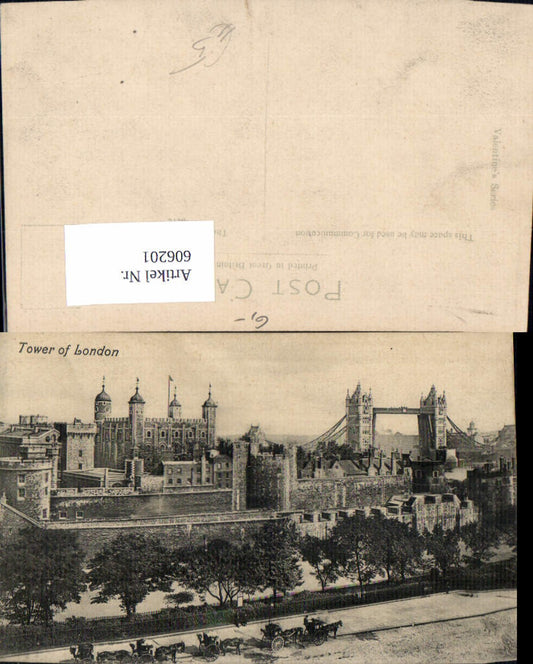 Valentine's Series
This space may be used for Communication
Printed in Great Britain
POST CA
Artikel Nr.
606201
6,-
Tower of London